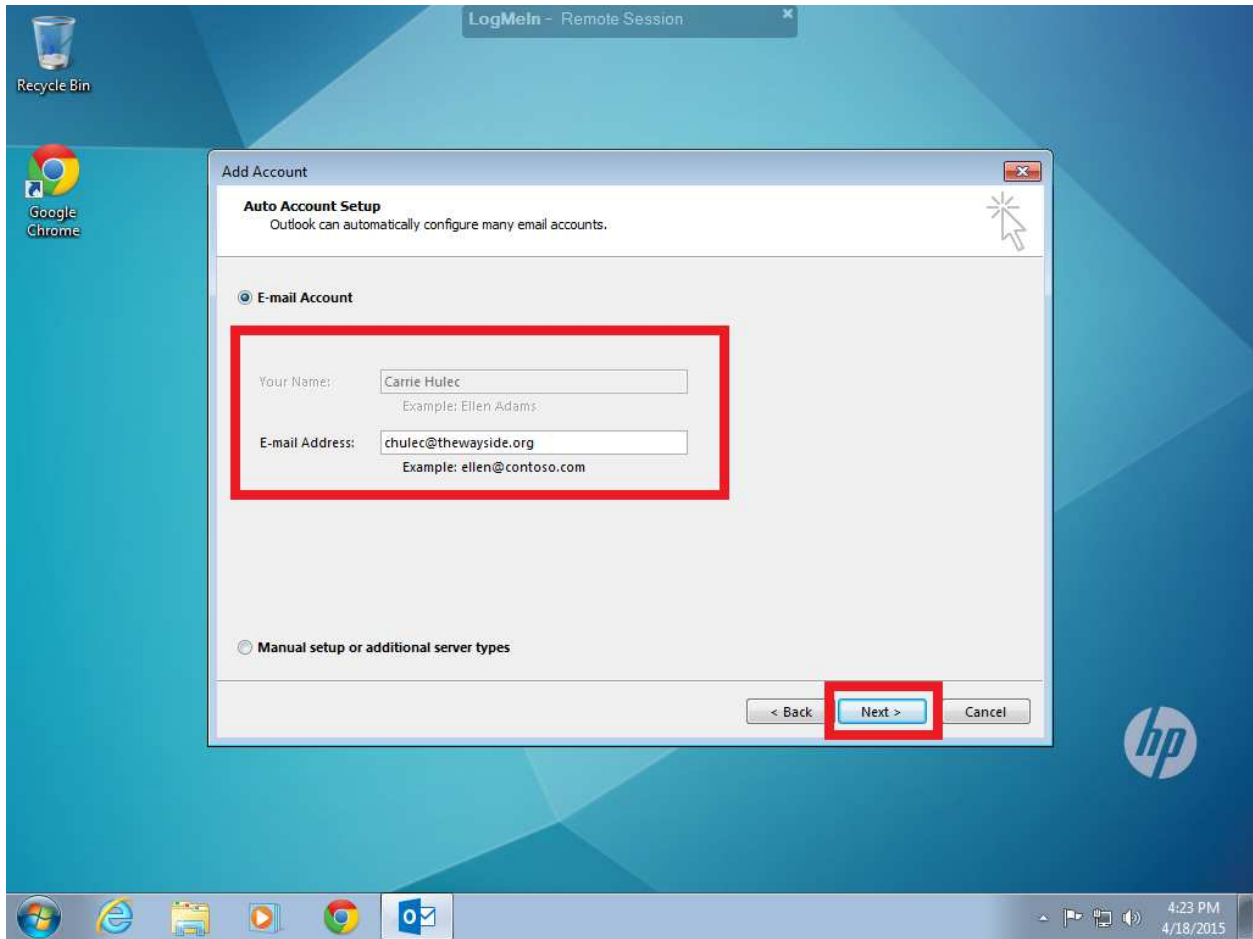 LogMeIn - Remote Session
Recycle Bin
Google
Chrome
Add Account
Auto Account Setup
Outlook can automatically configure many email accounts.
E-mail Account
Your Name:
Carrie Hulec
Example: Ellen Adams
E-mail Address:
chulec@thewayside.org
Example: ellen@contoso.com
Manual setup or additional server types
< Back
Next >
Cancel
hp
4:23 PM
4/18/2015